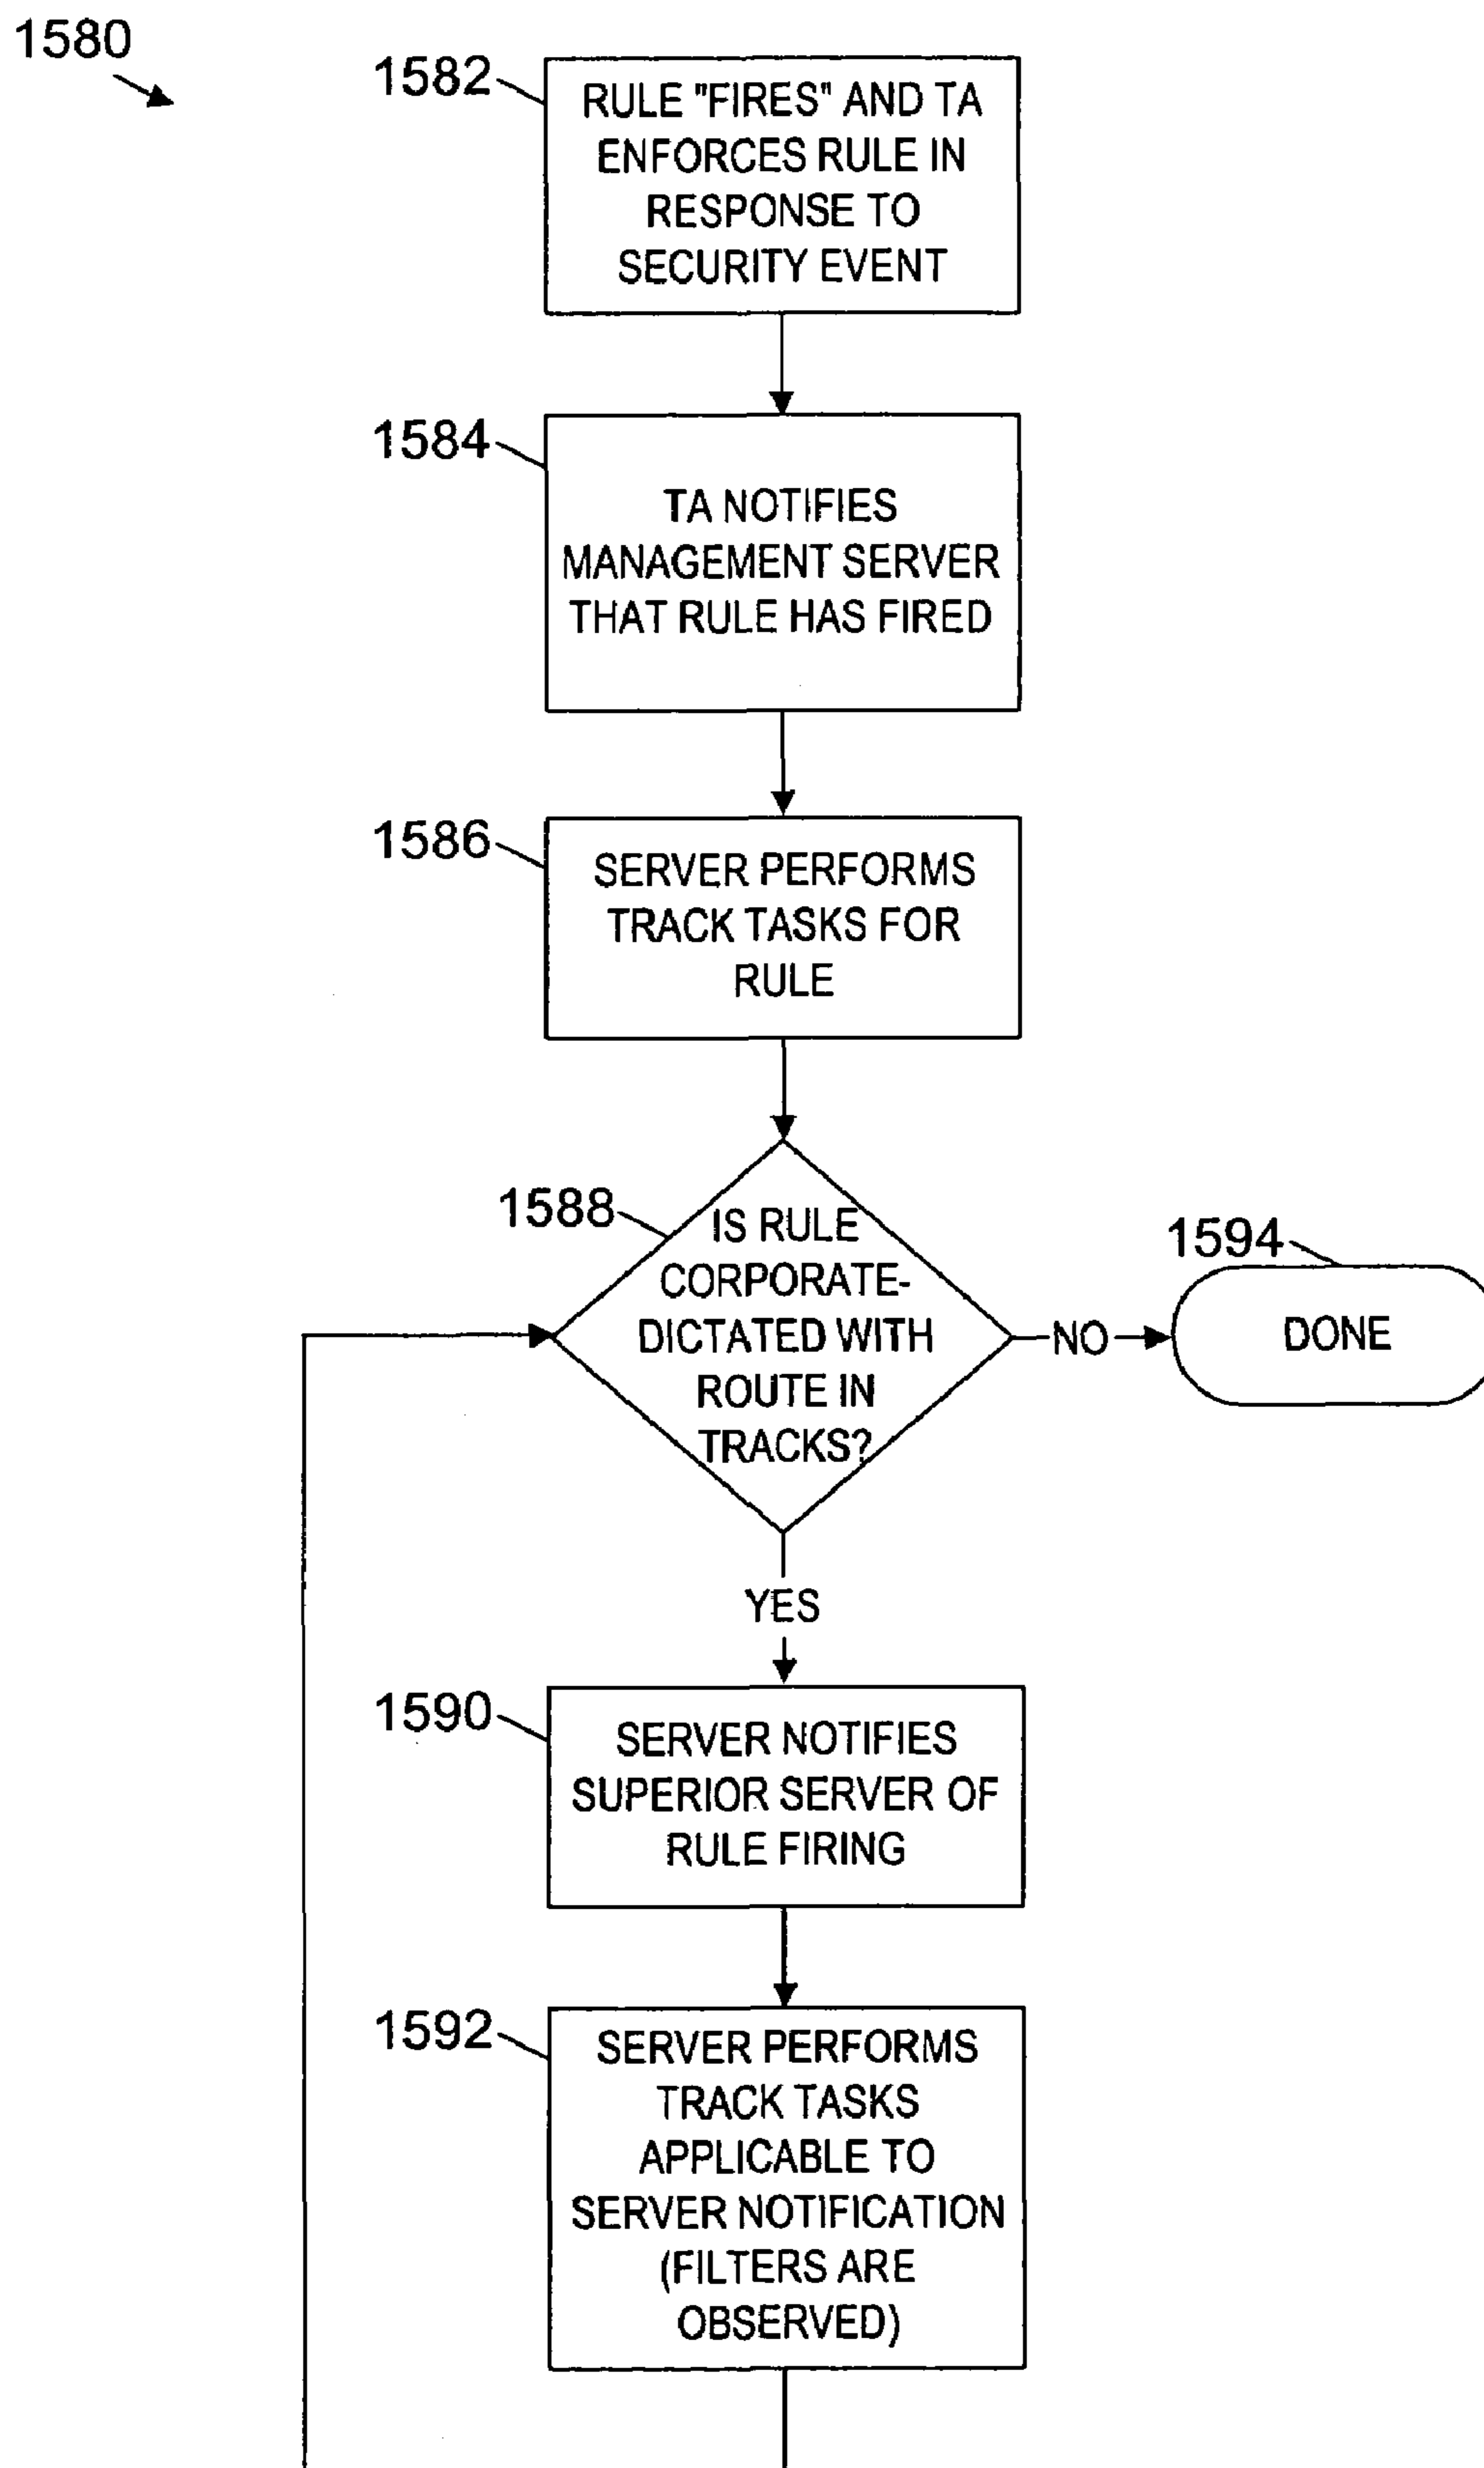 1580
1582
RULE "FIRES" AND TA
ENFORCES RULE IN
RESPONSE TO
SECURITY EVENT
1584
TA NOTIFIES
MANAGEMENT SERVER
THAT RULE HAS FIRED
1586
SERVER PERFORMS
TRACK TASKS FOR
RULE
1588
IS RULE
CORPORATE-
DICTATED WITH
ROUTE IN
TRACKS?
NO
1594
DONE
YES
1590
SERVER NOTIFIES
SUPERIOR SERVER OF
RULE FIRING
1592
SERVER PERFORMS
TRACK TASKS
APPLICABLE TO
SERVER NOTIFICATION
(FILTERS ARE
OBSERVED)